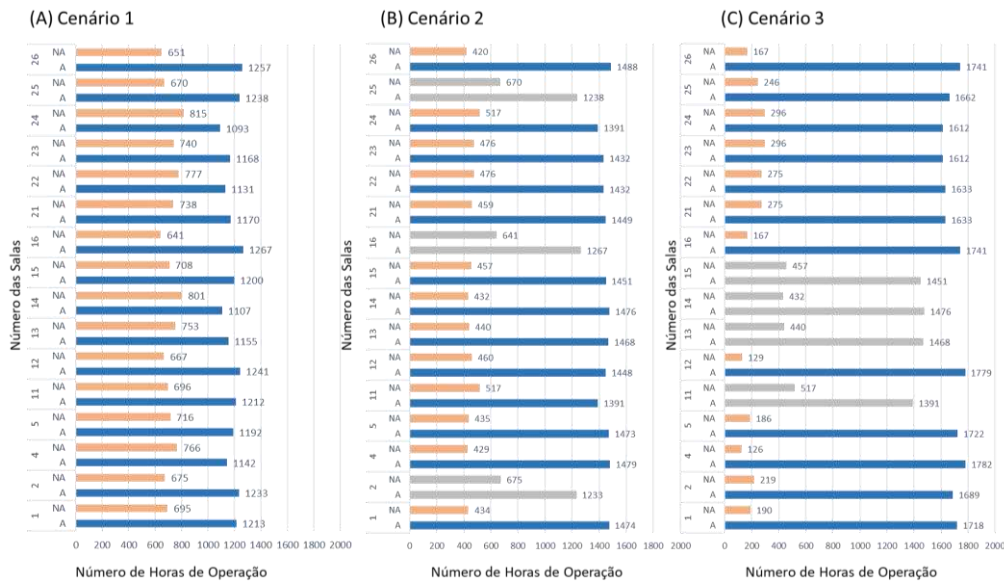 (A) Cenário 1
Número das Salas
26 NA 651
A 1257
25 NA 670
A 1238
24 NA 815
A 1093
23 NA 740
A 1168
22 NA 777
A 1131
21 NA 738
A 1170
16 NA 641
A 1267
15 NA 708
A 1200
14 NA 801
A 1107
13 NA 753
A 1155
12 NA 667
A 1241
11 NA 696
A 1212
5 NA 716
A 1192
4 NA 766
A 1142
2 NA 675
A 1233
1 NA 695
A 1213
0 200 400 600 800 1000 1200 1400 1600 1800 2000
Número de Horas de Operação
(B) Cenário 2
Número das Salas
26 NA 420
A 1488
25 NA 670
A 1238
24 NA 517
A 1391
23 NA 476
A 1432
22 NA 476
A 1432
21 NA 459
A 1449
16 NA 641
A 1267
15 NA 457
A 1451
14 NA 432
A 1476
13 NA 440
A 1468
12 NA 460
A 1448
11 NA 517
A 1391
5 NA 435
A 1473
4 NA 429
A 1479
2 NA 675
A 1233
1 NA 434
A 1474
0 200 400 600 800 1000 1200 1400 1600 1800 2000
Número de Horas de Operação
(C) Cenário 3
Número das Salas
26 NA 167
A 1741
25 NA 246
A 1662
24 NA 296
A 1612
23 NA 296
A 1612
22 NA 275
A 1633
21 NA 275
A 1633
16 NA 167
A 1741
15 NA 457
A 1451
14 NA 432
A 1476
13 NA 440
A 1468
12 NA 129
A 1779
11 NA 517
A 1391
5 NA 186
A 1722
4 NA 126
A 1782
2 NA 219
A 1689
1 NA 190
A 1718
0 200 400 600 800 1000 1200 1400 1600 1800 2000
Número de Horas de Operação